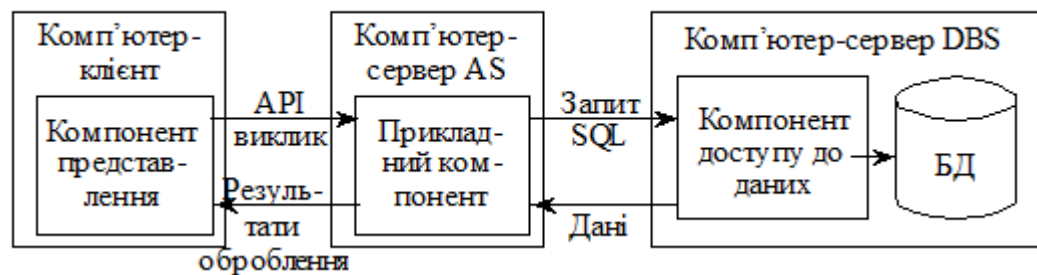 Комп’ютер-
клієнт
Компонент
представ-
лення
API
виклик
Резуль-
тати
оброблення
Комп’ютер-
сервер AS
Приклад-
ний ком-
понент
Запит
SQL
Дані
Комп’ютер-сервер DBS
Компонент
доступу до
даних
БД